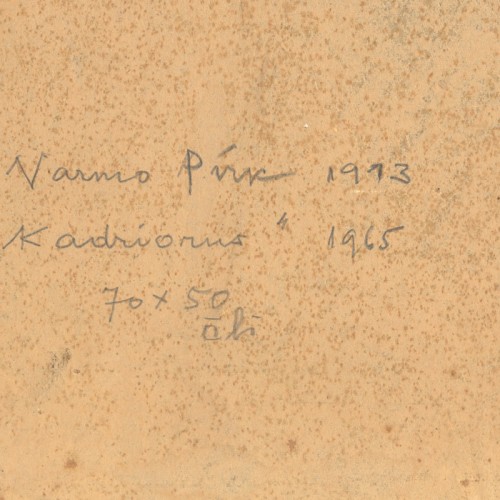 Varmo Pirk 1913
Kadriorus " 1965
70 x 50
õli